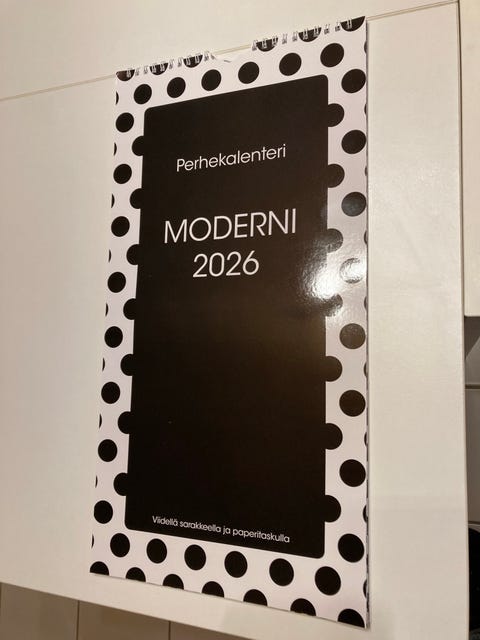 Perhekalenteri
MODERNI
2026
Viidellä sarakkeella ja paperitaskulla